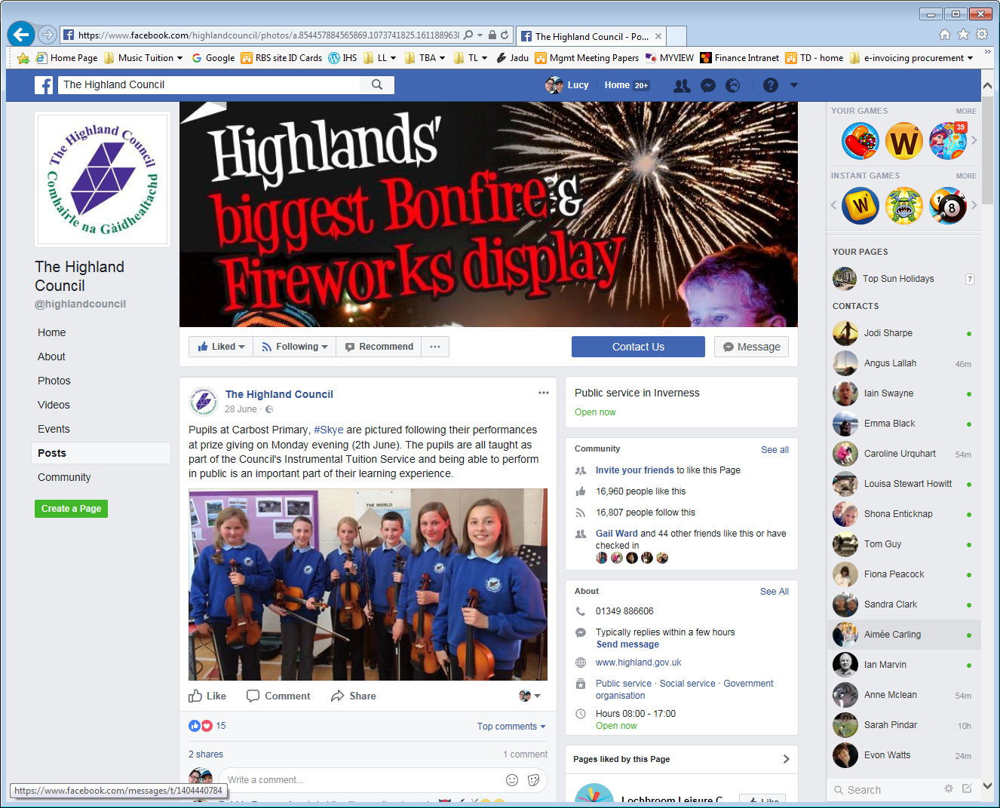 https://www.facebook.com/highlandcouncil/photos/a.854457884565869.1073741825.1611889638
The Highland Council - Po...
Home Page
Music Tuition
Google
RBS site ID Cards
IHS
LL
TBA
TL
Jadu
Mgmt Meeting Papers
MYVIEW
Finance Intranet
TD - home
e-invoicing procurement
The Highland Council
Lucy
Home 20+
The Highland Council
Comhairle na Gàidhealtachd
The Highland
Council
@highlandcouncil
Home
About
Photos
Videos
Events
Posts
Community
Create a Page
Highlands'
biggest Bonfire &
Fireworks display
Liked
Following
Recommend
...
Contact Us
Message
The Highland Council
28 June ·
Pupils at Carbost Primary, #Skye are pictured following their performances
at prize giving on Monday evening (2th June). The pupils are all taught as
part of the Council's Instrumental Tuition Service and being able to perform
in public is an important part of their learning experience.
THE WORLD
Like
Comment
Share
15
Top comments
2 shares
1 comment
Write a comment...
Public service in Inverness
Open now
Community
See all
Invite your friends to like this Page
16,960 people like this
16,807 people follow this
Gail Ward and 44 other friends like this or have
checked in
About
See All
01349 886606
Typically replies within a few hours
Send message
www.highland.gov.uk
Public service · Social service · Government
organisation
Hours 08:00 - 17:00
Open now
Pages liked by this Page
Lochbroom Leisure C
Like
YOUR GAMES
MORE
W
4
39
INSTANT GAMES
MORE
W
8
YOUR PAGES
Top Sun Holidays
7
CONTACTS
Jodi Sharpe
Angus Lallah
46m
Iain Swayne
Emma Black
Caroline Urquhart
54m
Louisa Stewart Howitt
Shona Enticknap
Tom Guy
Fiona Peacock
Sandra Clark
Aimée Carling
Ian Marvin
Anne Mclean
54m
Sarah Pindar
10h
Evon Watts
24m
Search
https://www.facebook.com/messages/t/1404440784